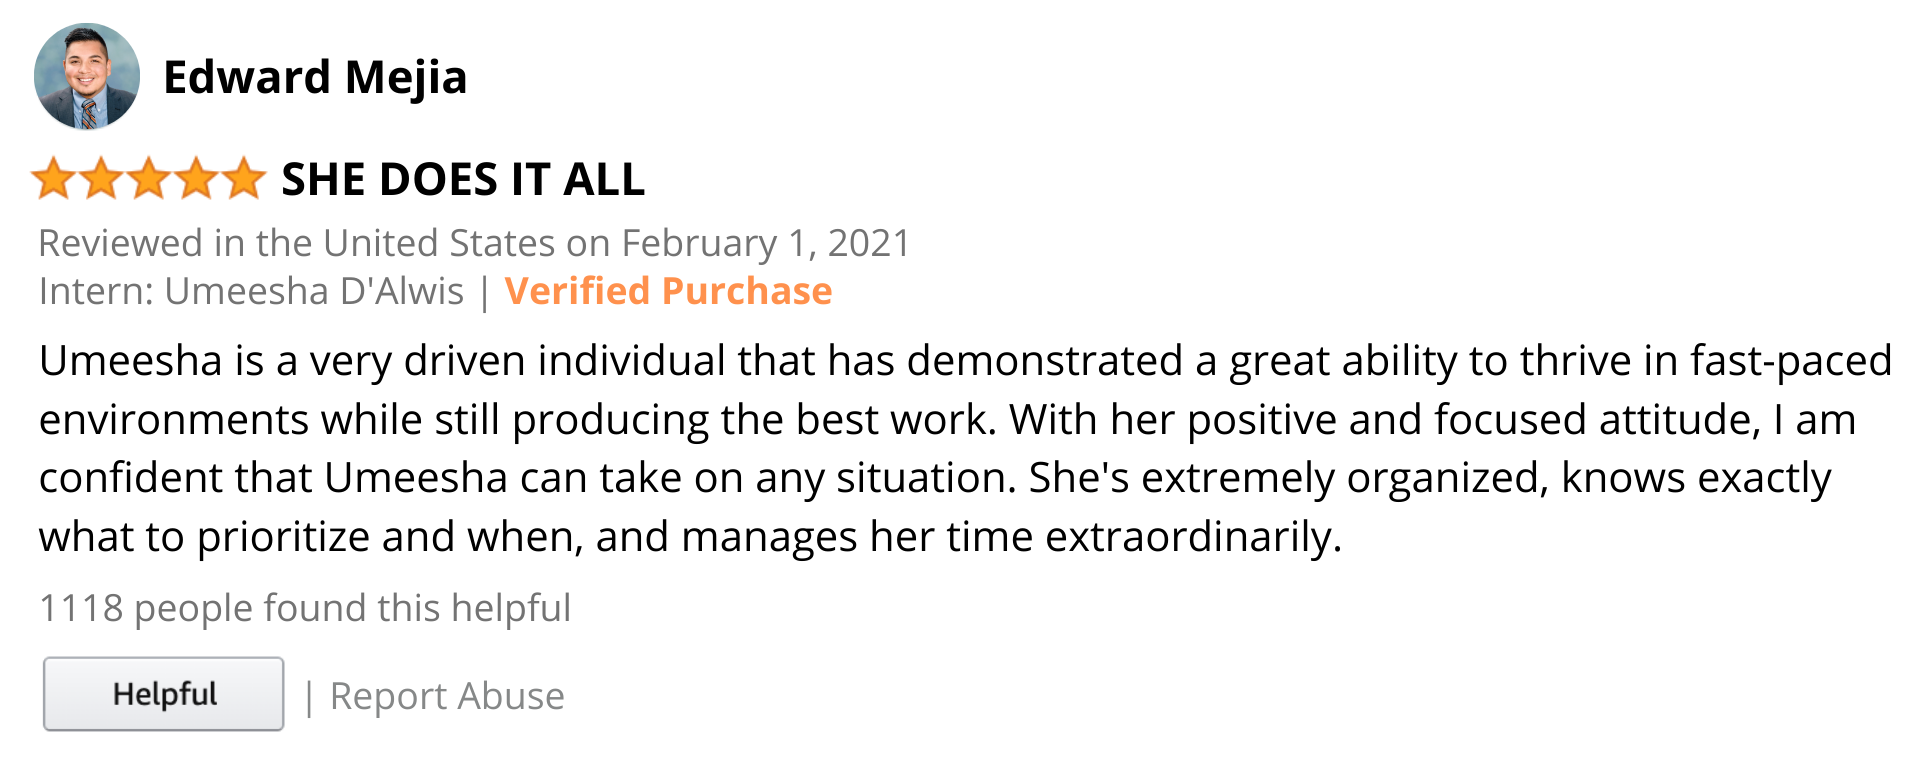 Edward Mejia
SHE DOES IT ALL
Reviewed in the United States on February 1, 2021
Intern: Umeesha D'Alwis | Verified Purchase
Umeesha is a very driven individual that has demonstrated a great ability to thrive in fast-paced
environments while still producing the best work. With her positive and focused attitude, I am
confident that Umeesha can take on any situation. She's extremely organized, knows exactly
what to prioritize and when, and manages her time extraordinarily.
1118 people found this helpful
Helpful | Report Abuse